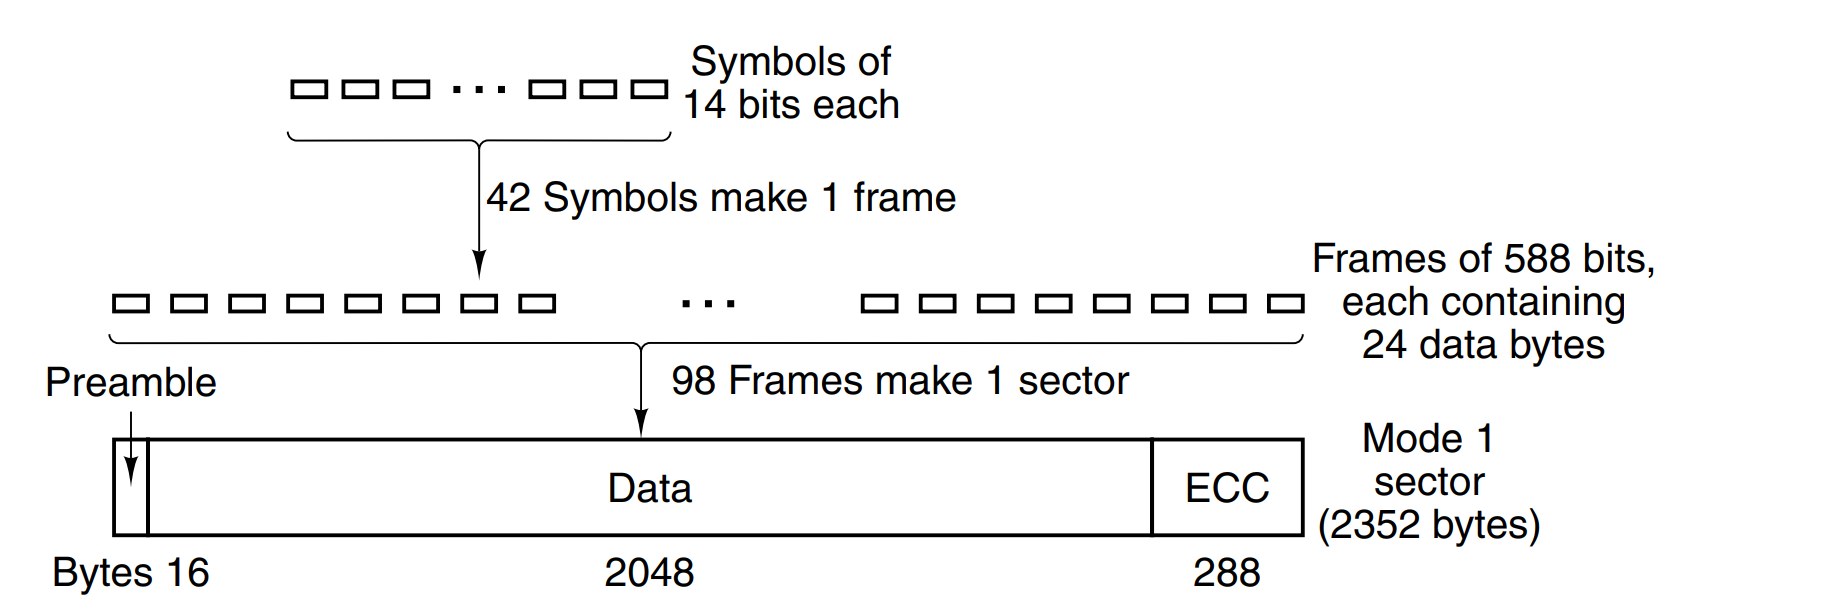 Symbols of
14 bits each
42 Symbols make 1 frame
Frames of 588 bits,
each containing
24 data bytes
Preamble
98 Frames make 1 sector
Mode 1
sector
(2352 bytes)
Data
ECC
Bytes 16
2048
288